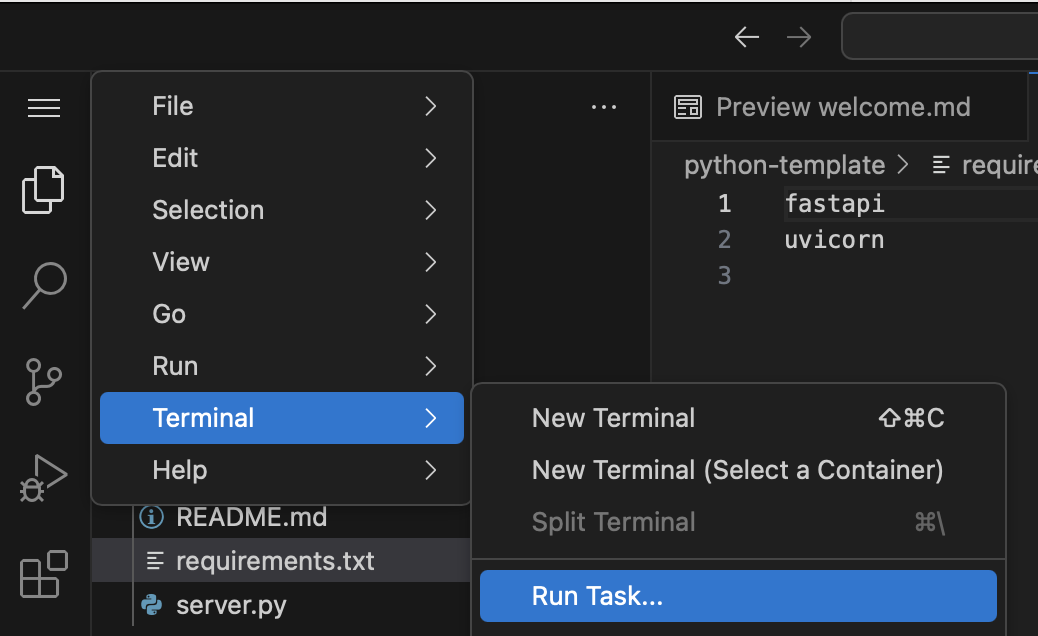 File
Edit
Selection
View
Go
Run
Terminal
Help
README.md
requirements.txt
server.py
Preview welcome.md
python-template > 
1 fastapi
2 uvicorn
3
New Terminal ⇧⌘C
New Terminal (Select a Container)
Split Terminal ⌘\
Run Task...